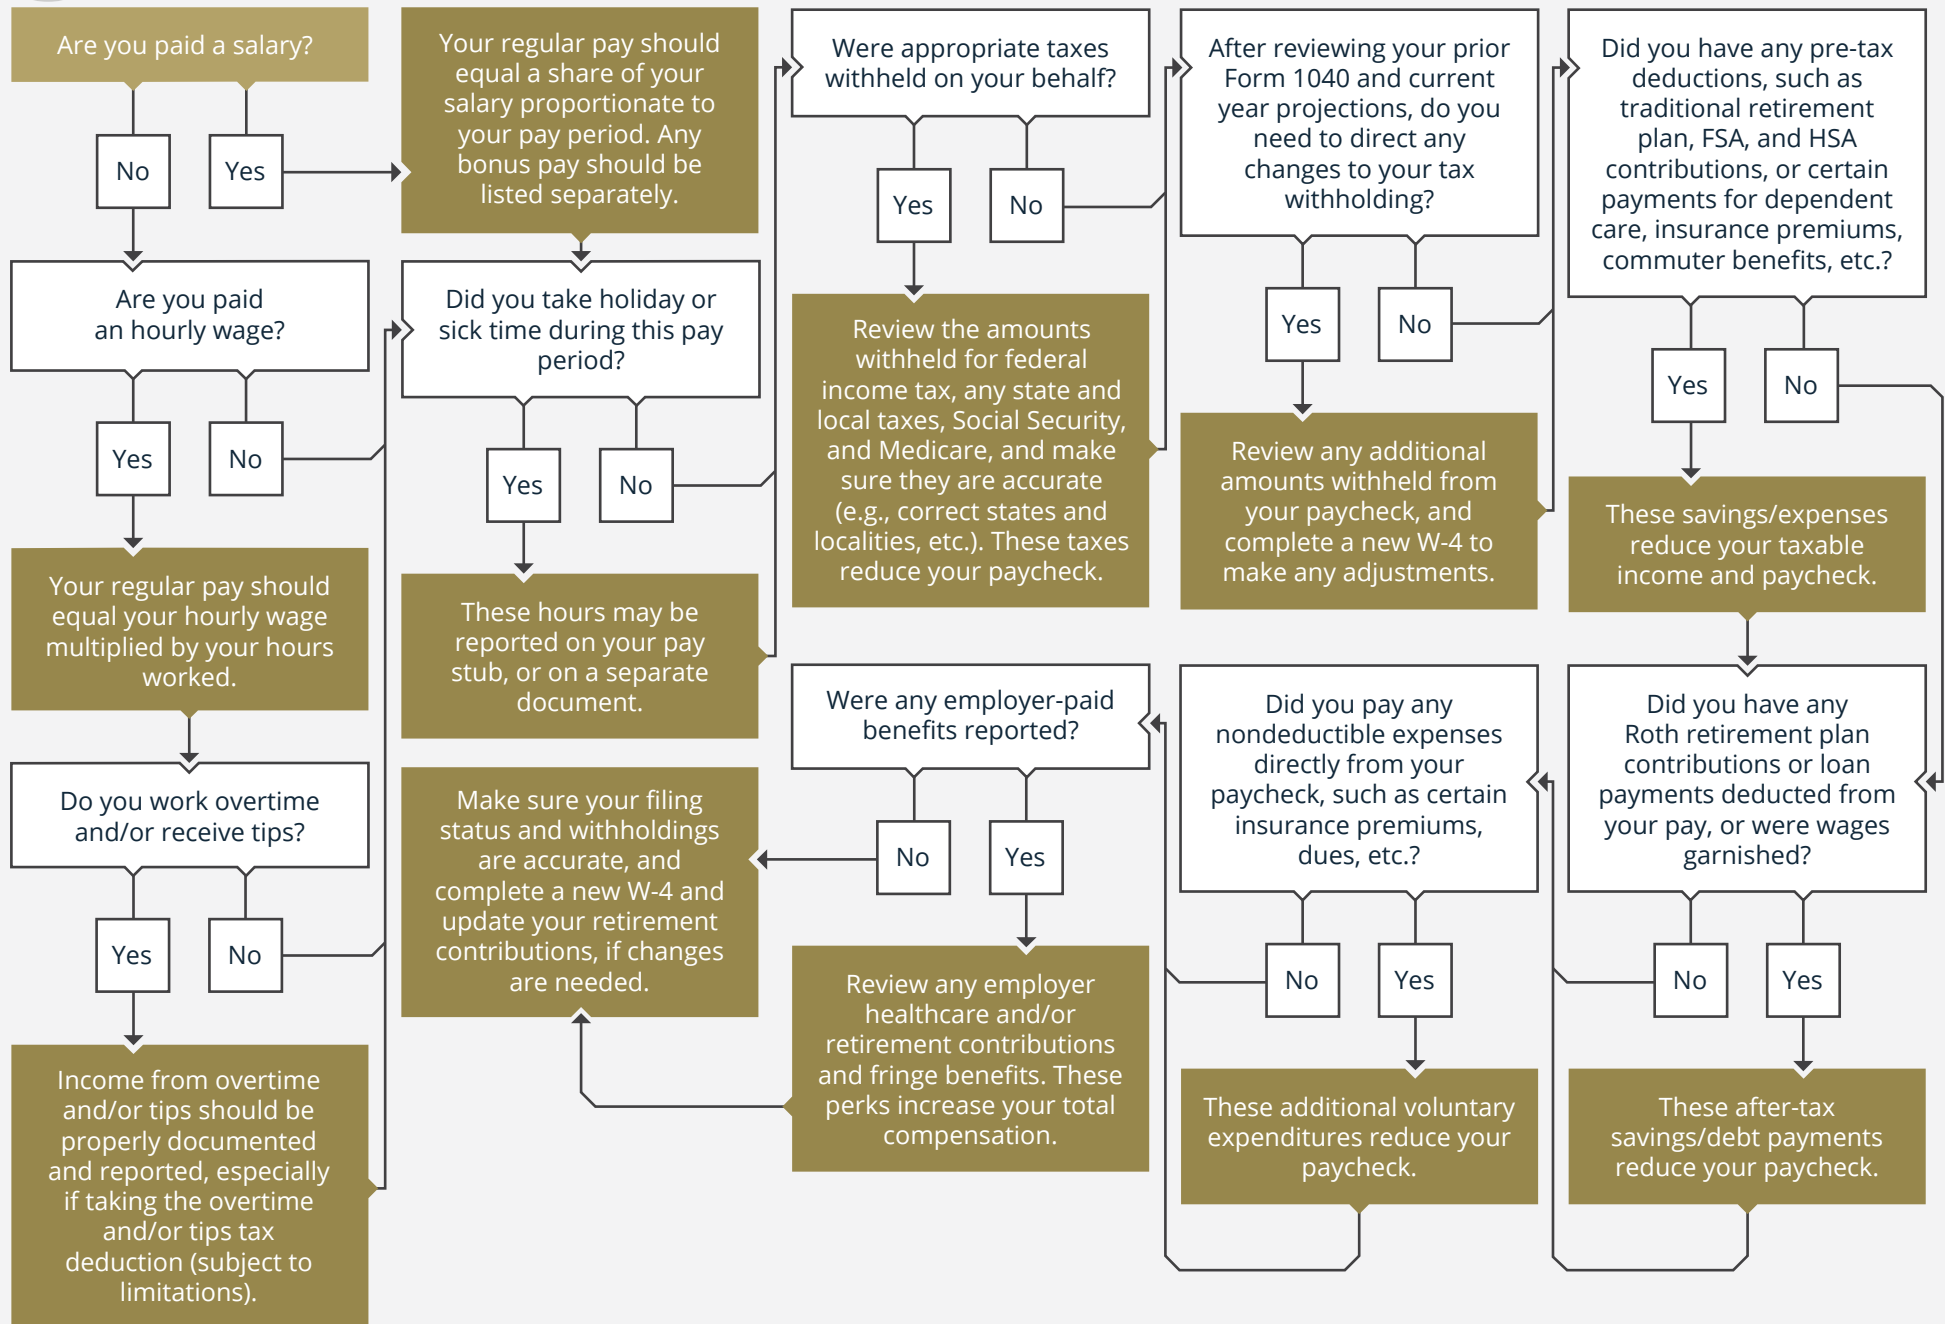 Are you paid a salary?
No
Yes
Your regular pay should
equal a share of your
salary proportionate to
your pay period. Any
bonus pay should be
listed separately.
Are you paid
an hourly wage?
Yes
No
Your regular pay should
equal your hourly wage
multiplied by your hours
worked.
Do you work overtime
and/or receive tips?
Yes
No
Income from overtime
and/or tips should be
properly documented
and reported, especially
if taking the overtime
and/or tips tax
deduction (subject to
limitations).
Did you take holiday or
sick time during this pay
period?
Yes
No
These hours may be
reported on your pay
stub, or on a separate
document.
Were appropriate taxes
withheld on your behalf?
Yes
No
Review the amounts
withheld for federal
income tax, any state and
local taxes, Social Security,
and Medicare, and make
sure they are accurate
(e.g., correct states and
localities, etc.). These taxes
reduce your paycheck.
After reviewing your prior
Form 1040 and current
year projections, do you
need to direct any
changes to your tax
withholding?
Yes
No
Review any additional
amounts withheld from
your paycheck, and
complete a new W-4 to
make any adjustments.
Did you have any pre-tax
deductions, such as
traditional retirement
plan, FSA, and HSA
contributions, or certain
payments for dependent
care, insurance premiums,
commuter benefits, etc.?
Yes
No
These savings/expenses
reduce your taxable
income and paycheck.
Did you have any
Roth retirement plan
contributions or loan
payments deducted from
your pay, or were wages
garnished?
No
Yes
These after-tax
savings/debt payments
reduce your paycheck.
Did you pay any
nondeductible expenses
directly from your
paycheck, such as certain
insurance premiums,
dues, etc.?
No
Yes
These additional voluntary
expenditures reduce your
paycheck.
Were any employer-paid
benefits reported?
No
Yes
Review any employer
healthcare and/or
retirement contributions
and fringe benefits. These
perks increase your total
compensation.
Make sure your filing
status and withholdings
are accurate, and
complete a new W-4 and
update your retirement
contributions, if changes
are needed.